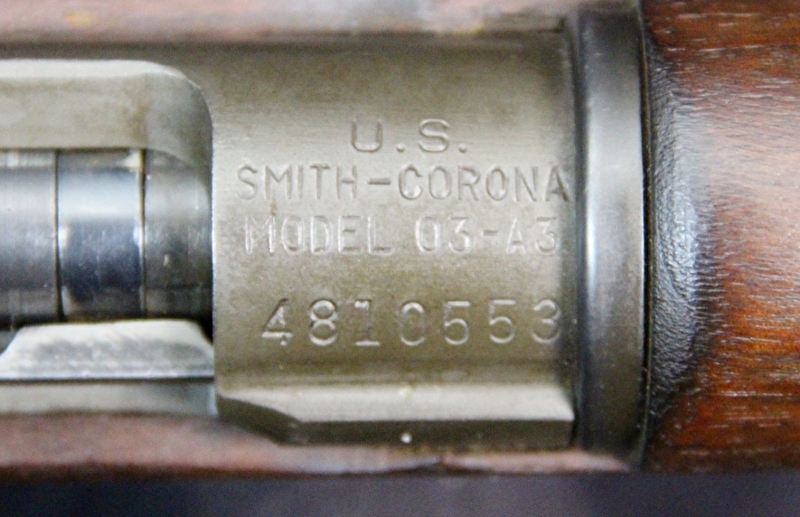 U.S.
SMITH-CORONA
MODEL 03-A3
4810553